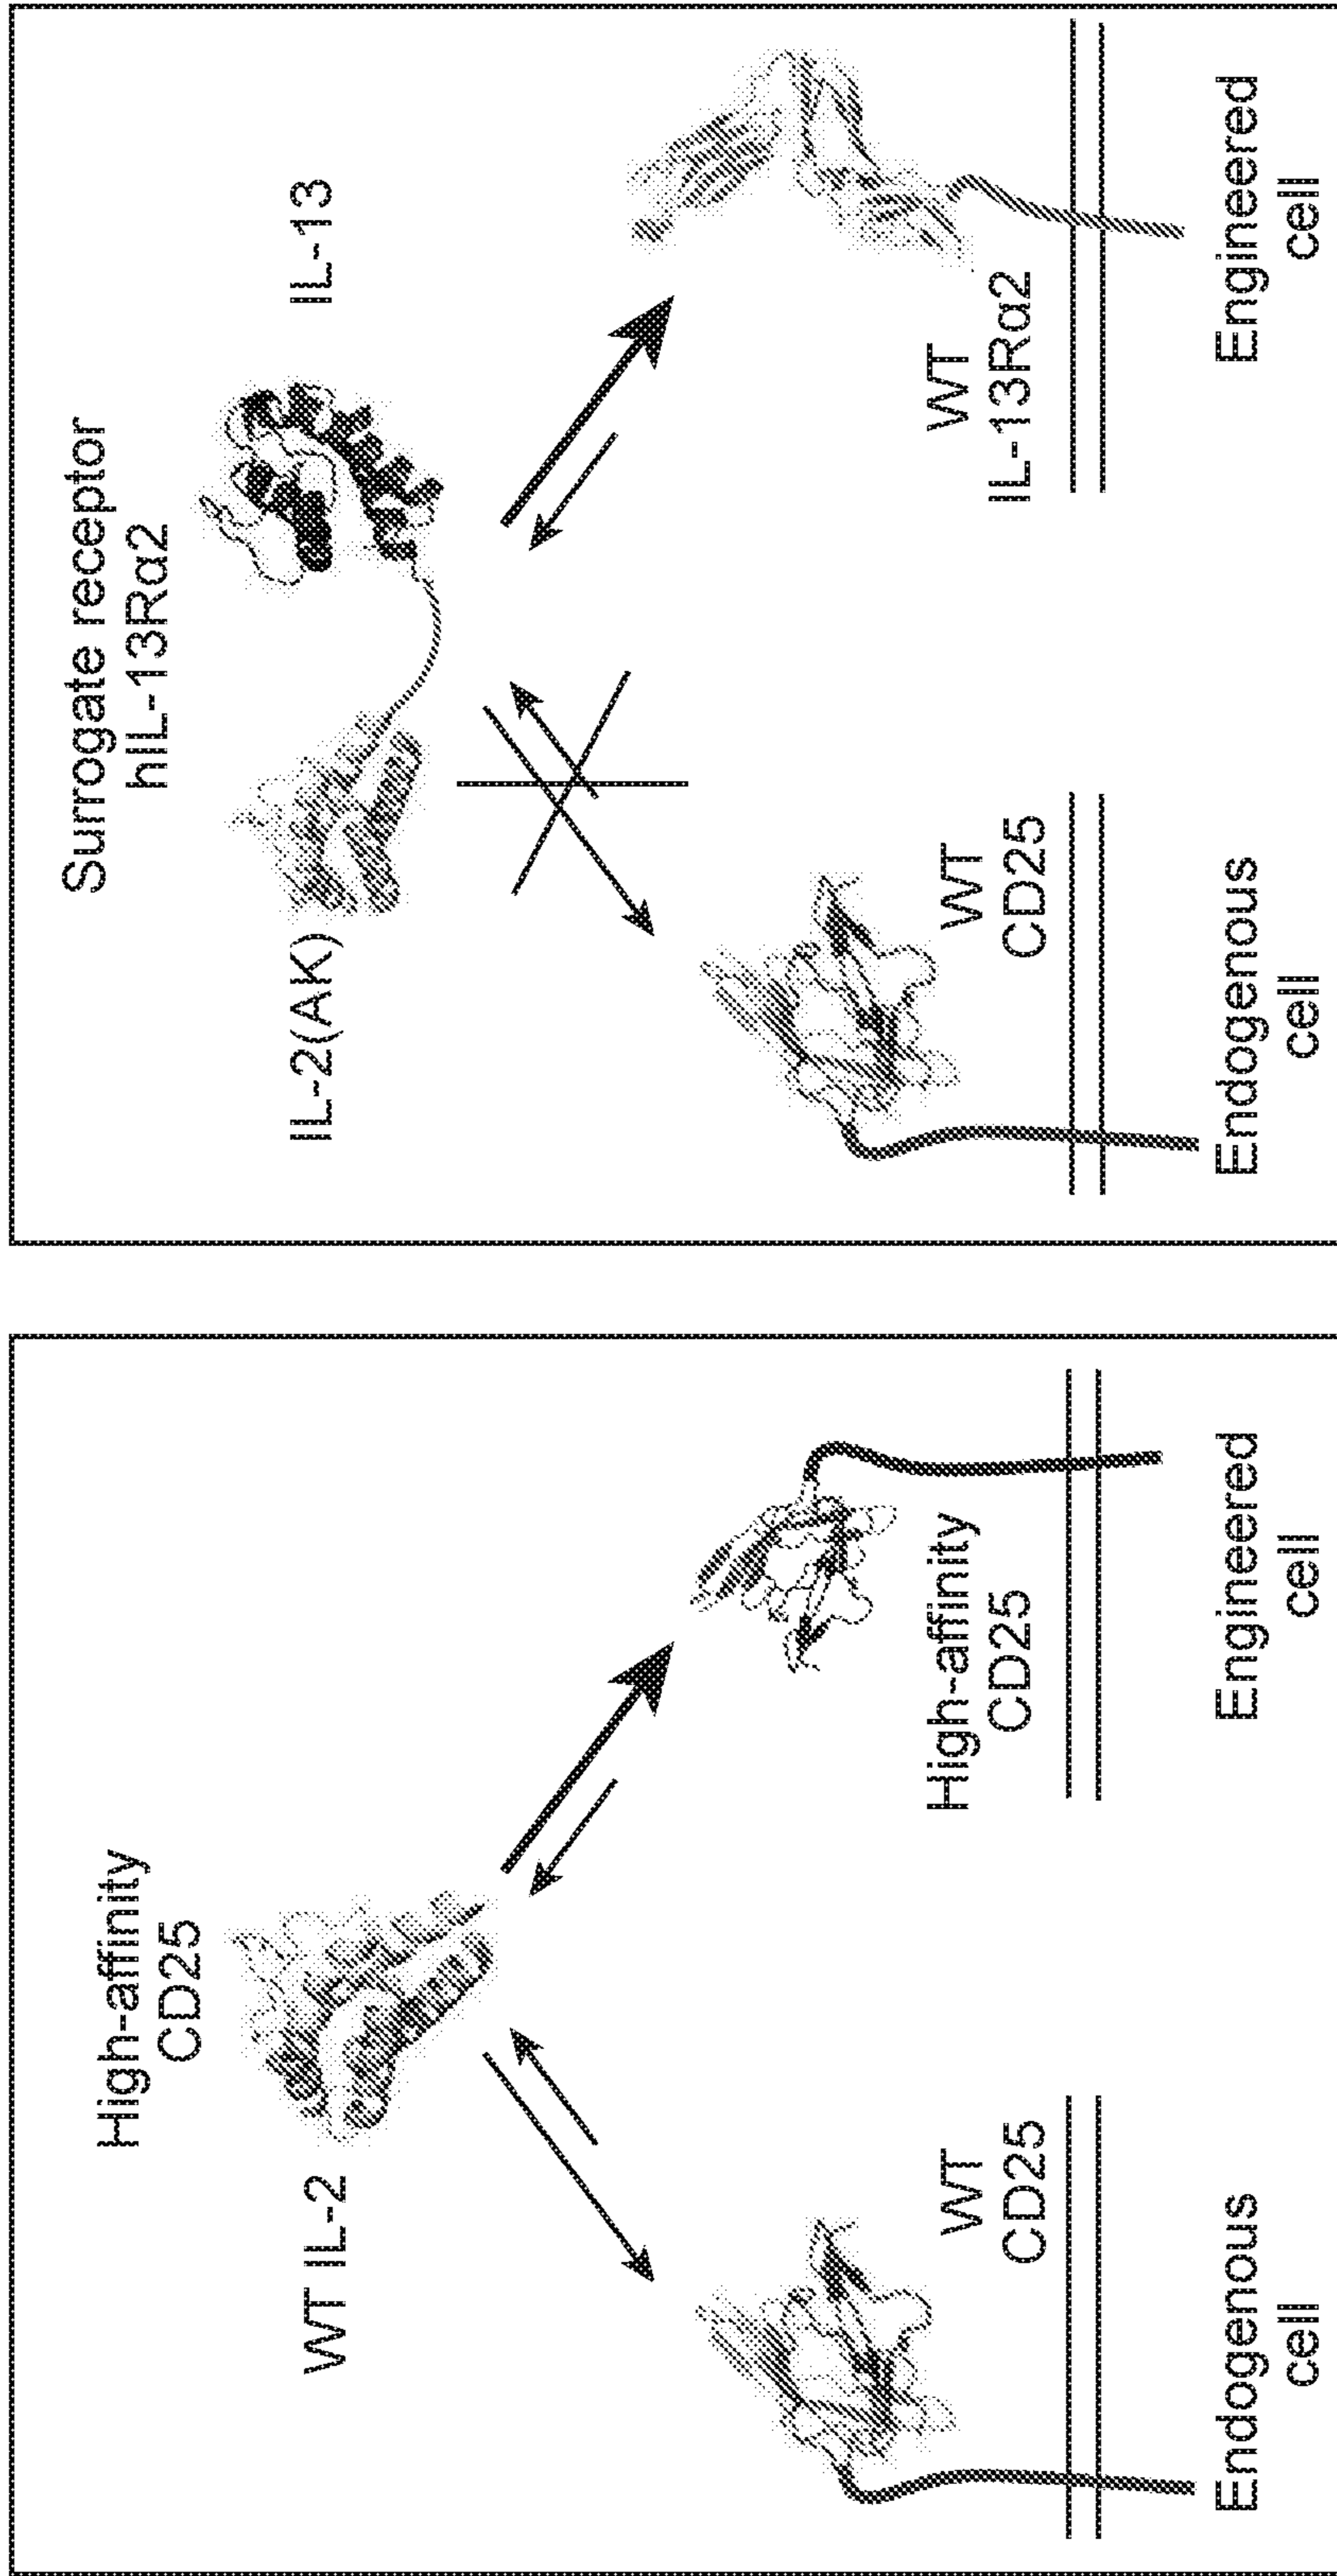 High-affinity
CD25
WT IL-2
WT
CD25
High-affinity
CD25
Endogenous
cell
Engineered
cell
Surrogate receptor
hIL-13Rα2
IL-2(AK)
IL-13
WT
CD25
WT
IL-13Rα2
Endogenous
cell
Engineered
cell